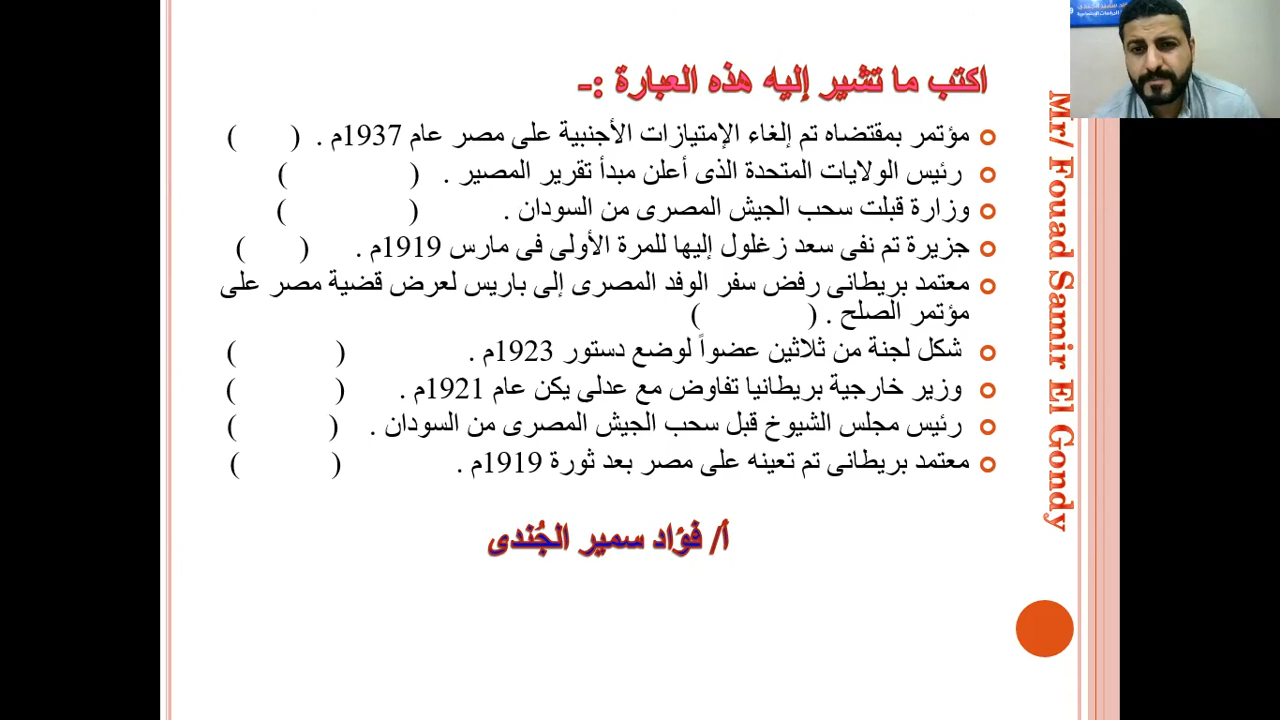 اكتب ما تشير إليه هذه العبارة :-
مؤتمر بمقتضاه تم إلغاء الإمتيازات الأجنبية على مصر عام 1937م . ( )
رئيس الولايات المتحدة الذى أعلن مبدأ تقرير المصير . ( )
وزارة قبلت سحب الجيش المصرى من السودان . ( )
جزيرة تم نفى سعد زغلول إليها للمرة الأولى فى مارس 1919م . ( )
معتمد بريطانى رفض سفر الوفد المصرى إلى باريس لعرض قضية مصر على
مؤتمر الصلح . ( )
شكل لجنة من ثلاثين عضواً لوضع دستور 1923م . ( )
وزير خارجية بريطانيا تفاوض مع عدلى يكن عام 1921م . ( )
رئيس مجلس الشيوخ قبل سحب الجيش المصرى من السودان . ( )
معتمد بريطانى تم تعينه على مصر بعد ثورة 1919م . ( )
أ/ فؤاد سمير الجُندى
Mr/ Fouad Samir El Gondy